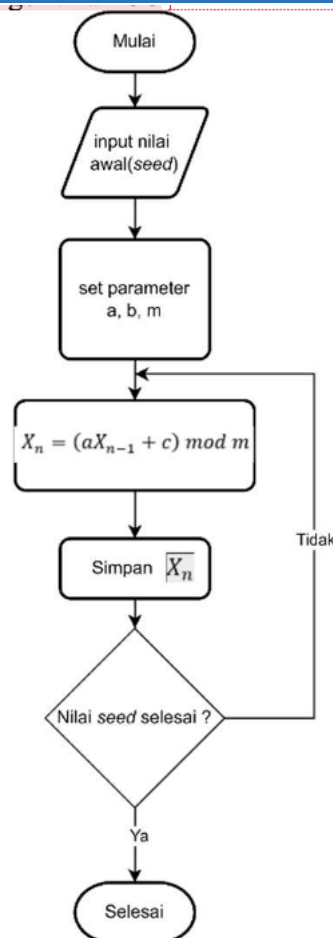 Mulai
input nilai
awal(seed)
set parameter
a, b, m
Xₙ = (aXₙ₋₁ + c) mod m
Simpan Xₙ
Tidak
Nilai seed selesai ?
Ya
Selesai